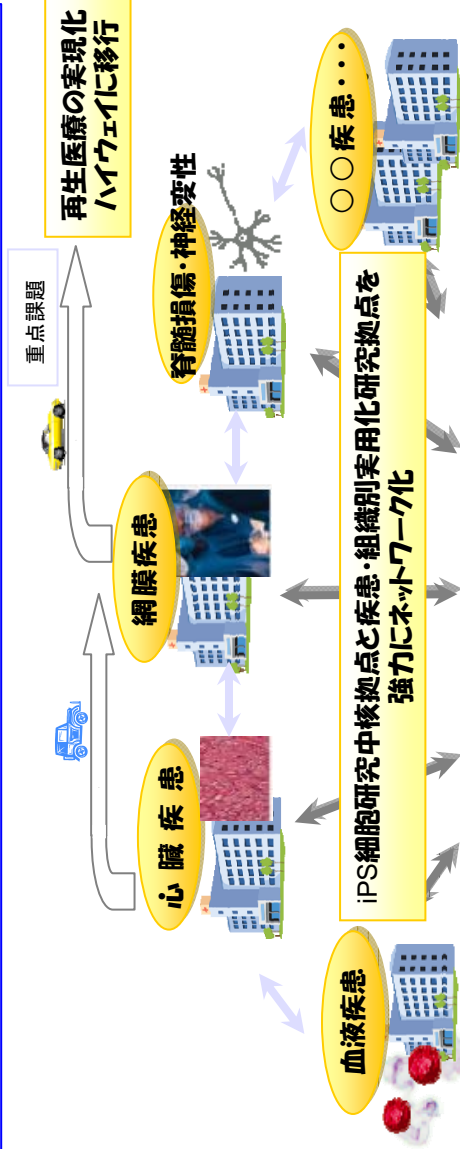 再生医療の実現化
ハイウェイに移行
重点課題
脊髄損傷・神経変性
網膜疾患
心臓疾患
血液疾患
○○疾患・・・
iPS細胞研究中核拠点と疾患・組織別実用化研究拠点を
強力にネットワーク化